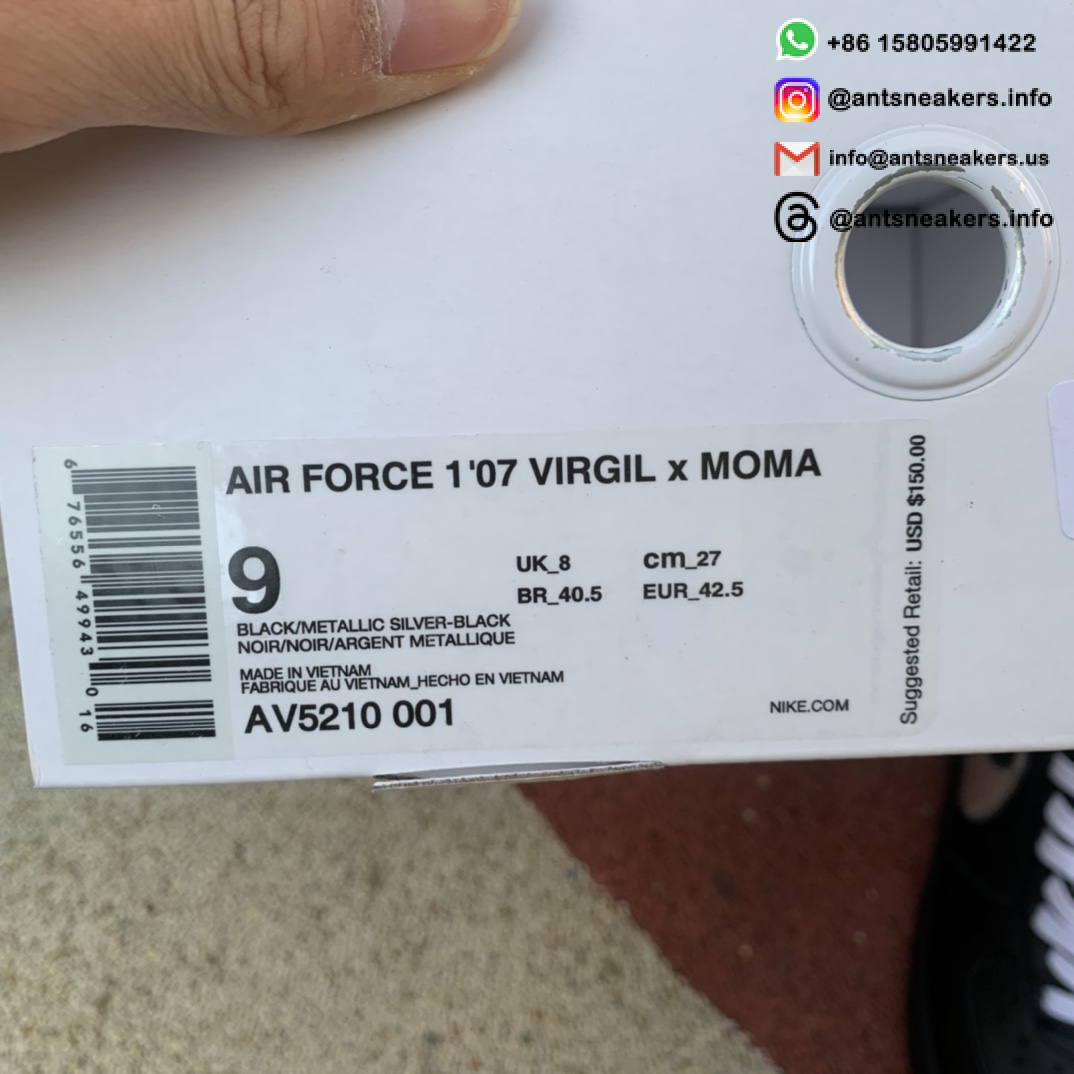 +86 15805991422
@antsneakers.info
info@antsneakers.us
@antsneakers.info
AIR FORCE 1'07 VIRGIL x MOMA
9
UK_8 cm_27
BR_40.5 EUR_42.5
BLACK/METALLIC SILVER-BLACK
NOIR/NOIR/ARGENT METALLIQUE
MADE IN VIETNAM
FABRIQUE AU VIETNAM_HECHO EN VIETNAM
AV5210 001
NIKE.COM
Suggested Retail: USD $150.00
6 76556 49943 0 16